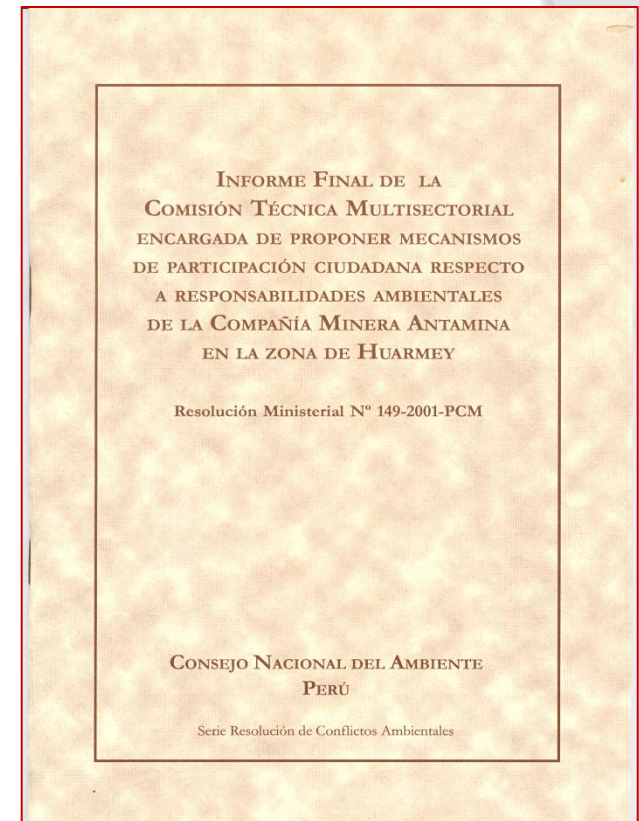 INFORME FINAL DE LA
COMISIÓN TÉCNICA MULTISECTORIAL
ENCARGADA DE PROPONER MECANISMOS
DE PARTICIPACIÓN CIUDADANA RESPECTO
A RESPONSABILIDADES AMBIENTALES
DE LA COMPAÑÍA MINERA ANTAMINA
EN LA ZONA DE HUARMEY
Resolución Ministerial Nº 149-2001-PCM
CONSEJO NACIONAL DEL AMBIENTE
PERÚ
Serie Resolución de Conflictos Ambientales